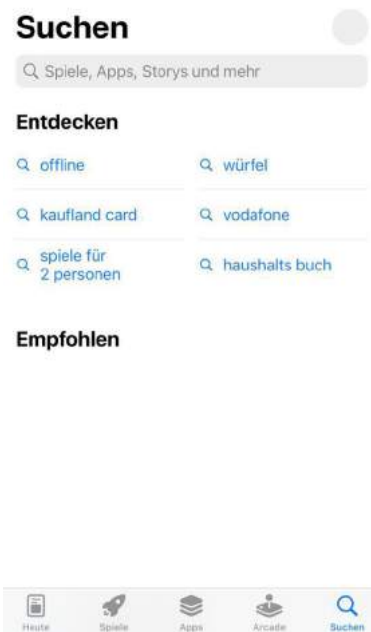 Suchen
Spiele, Apps, Storys und mehr
Entdecken
offline
würfel
kaufland card
vodafone
spiele für
2 personen
haushalts buch
Empfohlen
Heute
Spiele
Apps
Arcade
Suchen